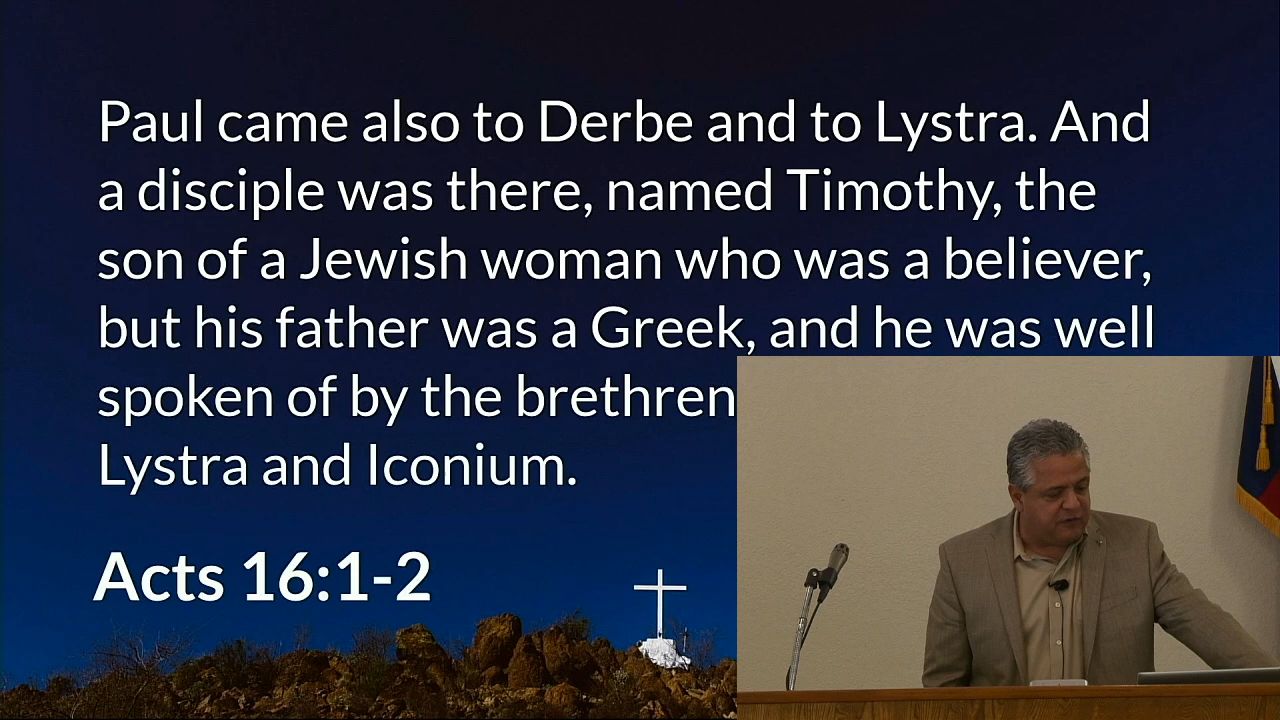 Paul came also to Derbe and to Lystra. And
a disciple was there, named Timothy, the
son of a Jewish woman who was a believer,
but his father was a Greek, and he was well
spoken of by the brethren
Lystra and Iconium.
Acts 16:1-2